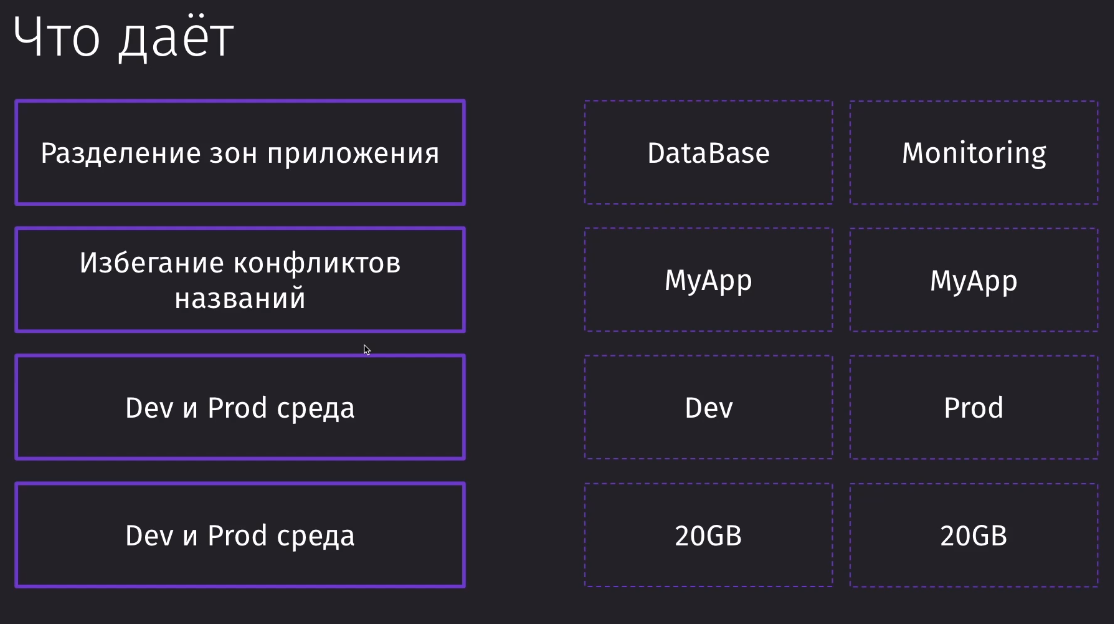 Что даёт
Разделение зон приложения
DataBase
Monitoring
Избегание конфликтов
названий
MyApp
MyApp
Dev и Prod среда
Dev
Prod
Dev и Prod среда
20GB
20GB